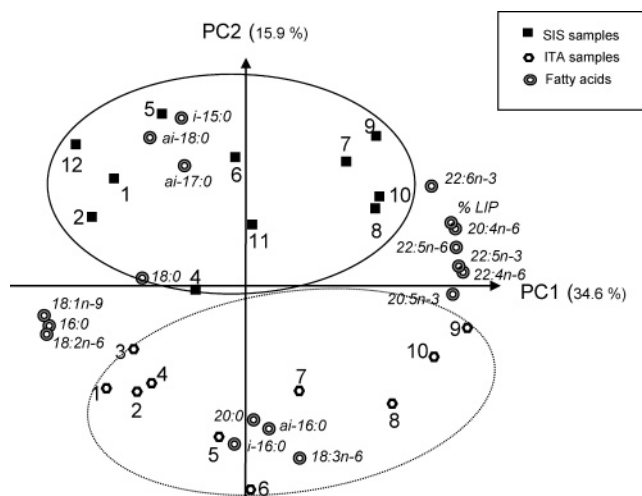 PC2 (15.9 %)
SIS samples
ITA samples
Fatty acids
5
i-15:0
ai-18:0
9
12
7
ai-17:0
6
22:6n-3
1
10
% LIP
2
20:4n-6
11
8
22:5n-6
22:5n-3
18:0
4
22:4n-6
PC1 (34.6 %)
20:5n-3
18:1n-9
16:0
18:2n-6
9
3
10
4
7
1
2
8
20:0
ai-16:0
5
i-16:0
18:3n-6
6